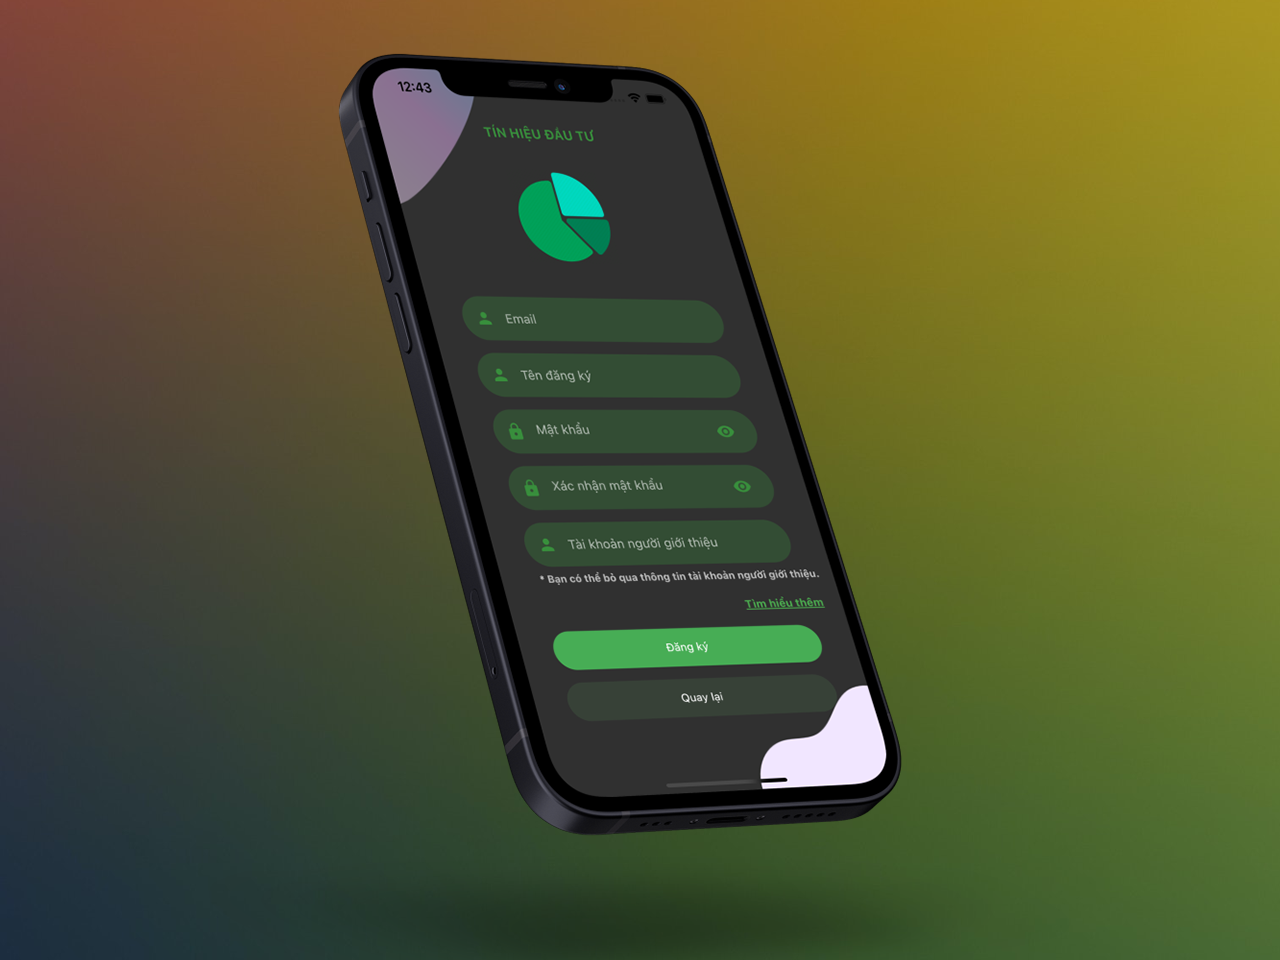 12:43
TÍN HIỆU ĐẦU TƯ
Email
Tên đăng ký
Mật khẩu
Xác nhận mật khẩu
Tài khoản người giới thiệu
* Bạn có thể bỏ qua thông tin tài khoản người giới thiệu.
Tìm hiểu thêm
Đăng ký
Quay lại